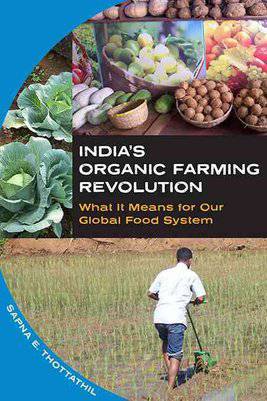 INDIA'S
ORGANIC FARMING
REVOLUTION
What It Means for Our
Global Food System
SAPNA E. THOTTATHIL